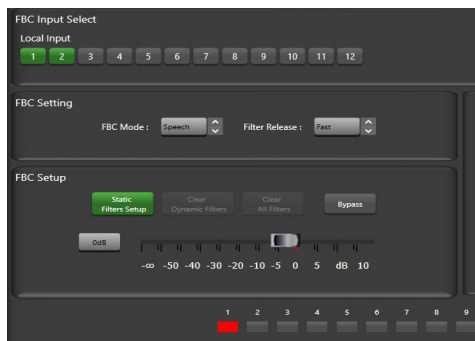 FBC Input Select
Local Input
1 2 3 4 5 6 7 8 9 10 11 12
FBC Setting
FBC Mode : Speech Filter Release : Fast
FBC Setup
Static Clear Clear
Filters Setup Dynamic Filters All Filters Bypass
0dB
-∞ -50 -40 -30 -20 -10 -5 0 5 dB 10
1 2 3 4 5 6 7 8 9